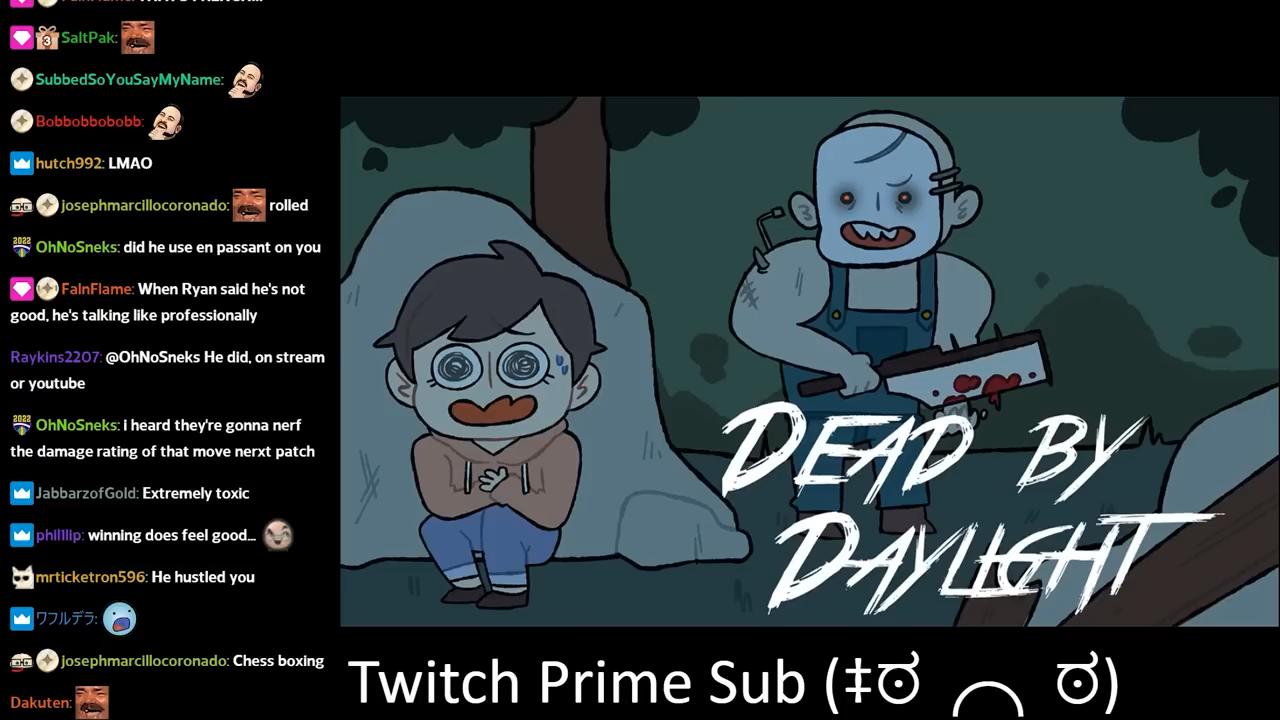 SaltPak:
SubbedSoYouSayMyName:
Bobbobbobobb:
hutch992: LMAO
josephmarcillocoronado: rolled
OhNoSneks: did he use en passant on you
FalnFlame: When Ryan said he's not
good, he's talking like professionally
Raykins2207: @OhNoSneks He did, on stream
or youtube
OhNoSneks: i heard they're gonna nerf
the damage rating of that move nerxt patch
JabbarzofGold: Extremely toxic
phil1lip: winning does feel good...
mrticketron596: He hustled you
ワフルデラ:
josephmarcillocoronado: Chess boxing
Dakuten:
DEAD BY
DAYLIGHT
Twitch Prime Sub (‡ಠ ︵ ಠ)